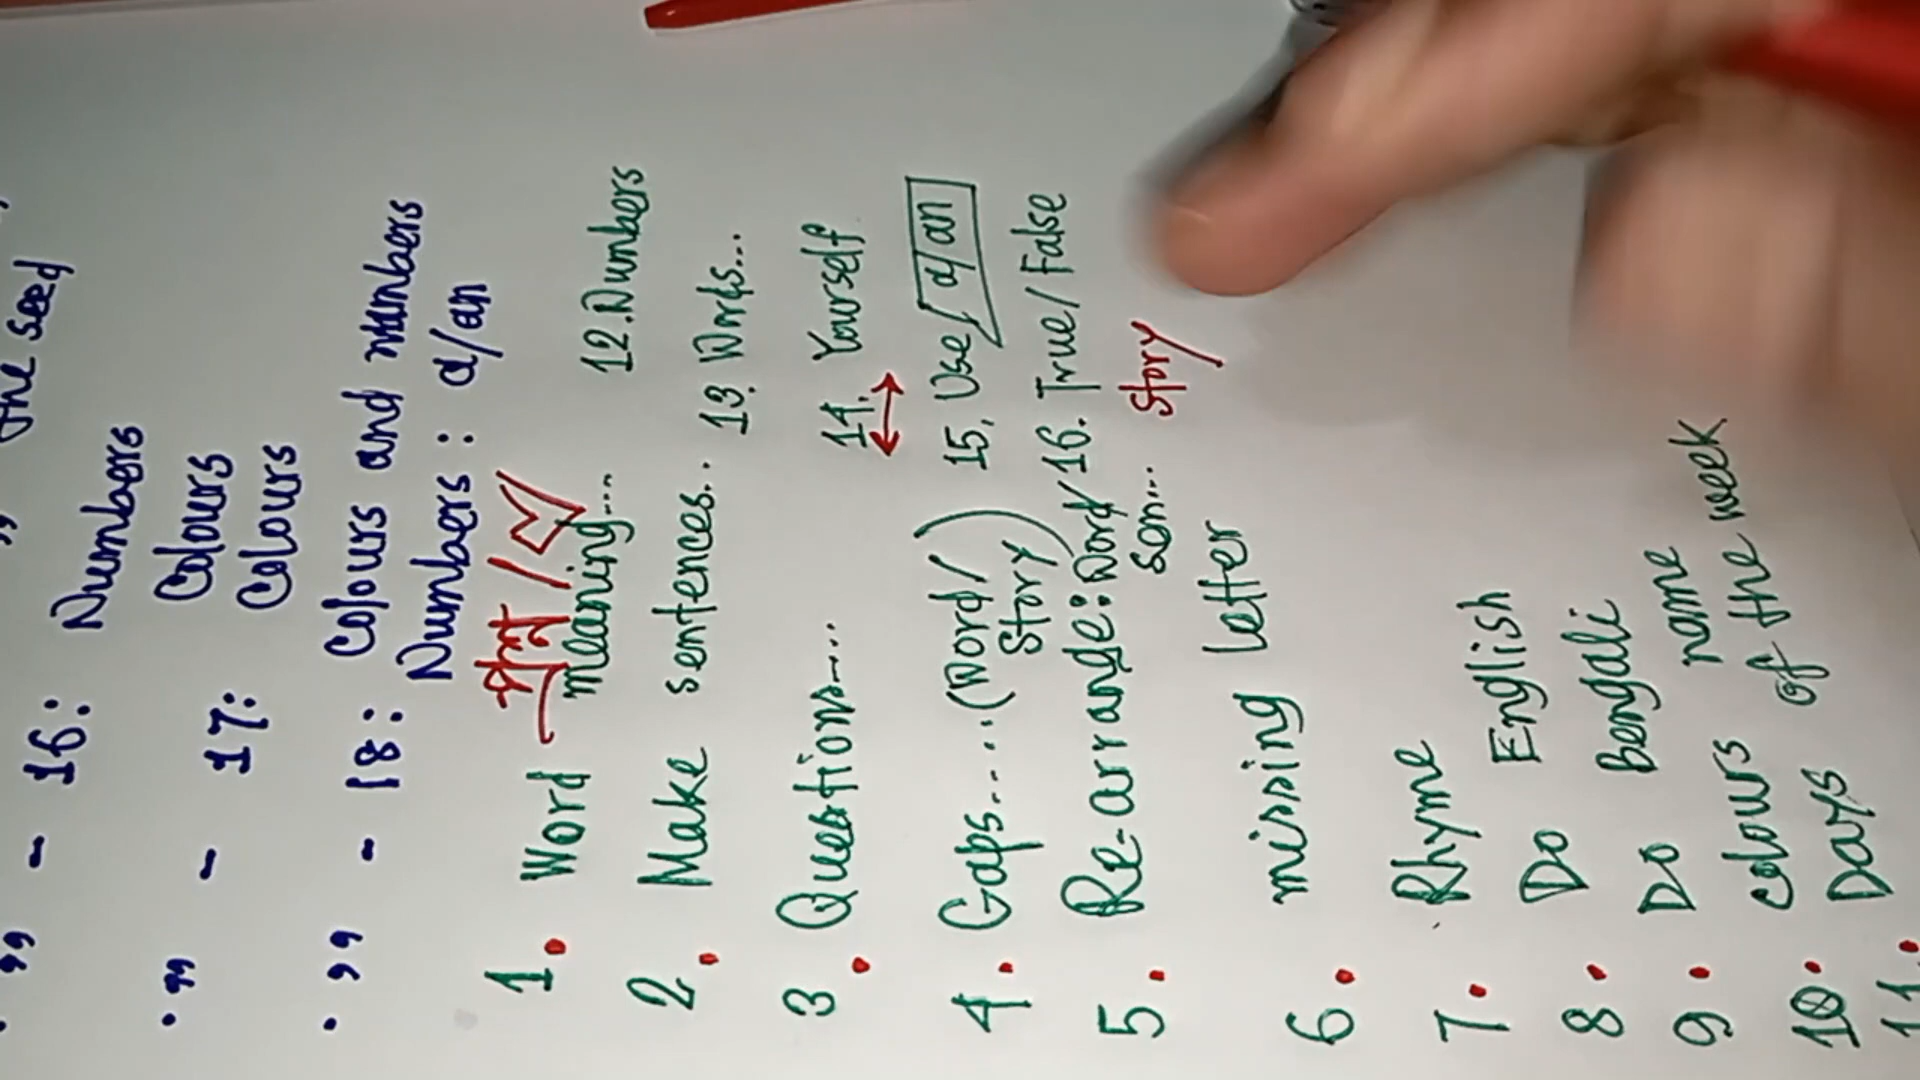 " the seed
" - 16: Numbers
Numbers
• " - 17: Colours
Colours
• " - 18: Colours and numbers
Numbers : a/an
1. Word meaning... 12. Numbers
2. Make sentences.. 13. Words...
3. Questions.... 14. Yourself
4. Gaps.....(Word/Story) 15. Use a/an
5. Re-arrange: Word/ 16. True/False
Sen... Story
6. missing letter
7. Rhyme
8. Do English
9. Do Bengali
10. colours name
11. Days of the week